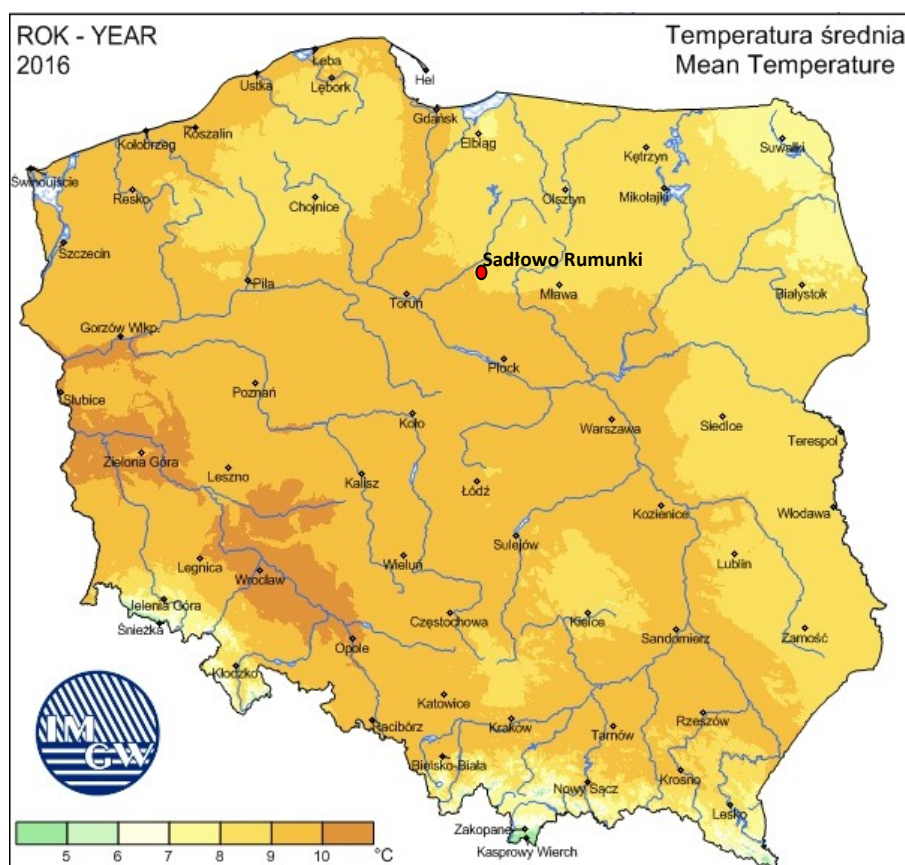 ROK - YEAR
2016
Temperatura średnia
Mean Temperature
Łeba
Ustka
Lębork
Hel
Gdańsk
Koszalin
Kołobrzeg
Elbląg
Suwałki
Kętrzyn
Świnoujście
Resko
Chojnice
Olsztyn
Mikołajki
Szczecin
Sadłowo Rumunki
Piła
Toruń
Mława
Białystok
Gorzów Wlkp.
Płock
Słubice
Poznań
Koło
Warszawa
Siedlce
Terespol
Zielona Góra
Leszno
Kalisz
Łódź
Kozienice
Włodawa
Sulejów
Legnica
Wrocław
Wieluń
Lublin
Jelenia Góra
Śnieżka
Częstochowa
Kielce
Sandomierz
Zamość
Opole
Kłodzko
Katowice
Racibórz
Kraków
Tarnów
Rzeszów
Bielsko-Biała
Nowy Sącz
Krosno
Lesko
Zakopane
Kasprowy Wierch
IM
GW
5 6 7 8 9 10 °C